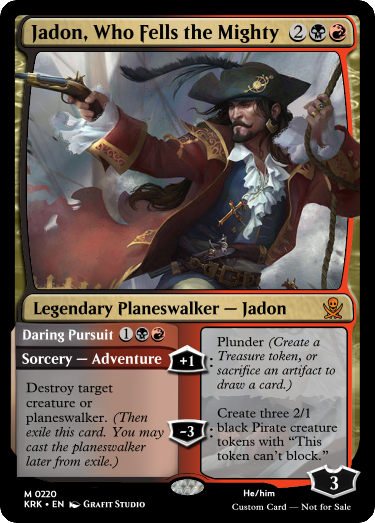 Jadon, Who Fells the Mighty 2
Legendary Planeswalker — Jadon
Daring Pursuit 1
Sorcery — Adventure
Destroy target
creature or
planeswalker. (Then
exile this card. You may
cast the planeswalker
later from exile.)
+1
Plunder (Create a
Treasure token, or
sacrifice an artifact to
draw a card.)
-3
Create three 2/1
black Pirate creature
tokens with “This
token can’t block.”
3
M 0220
KRK • EN Grafit Studio
He/him
Custom Card — Not for Sale